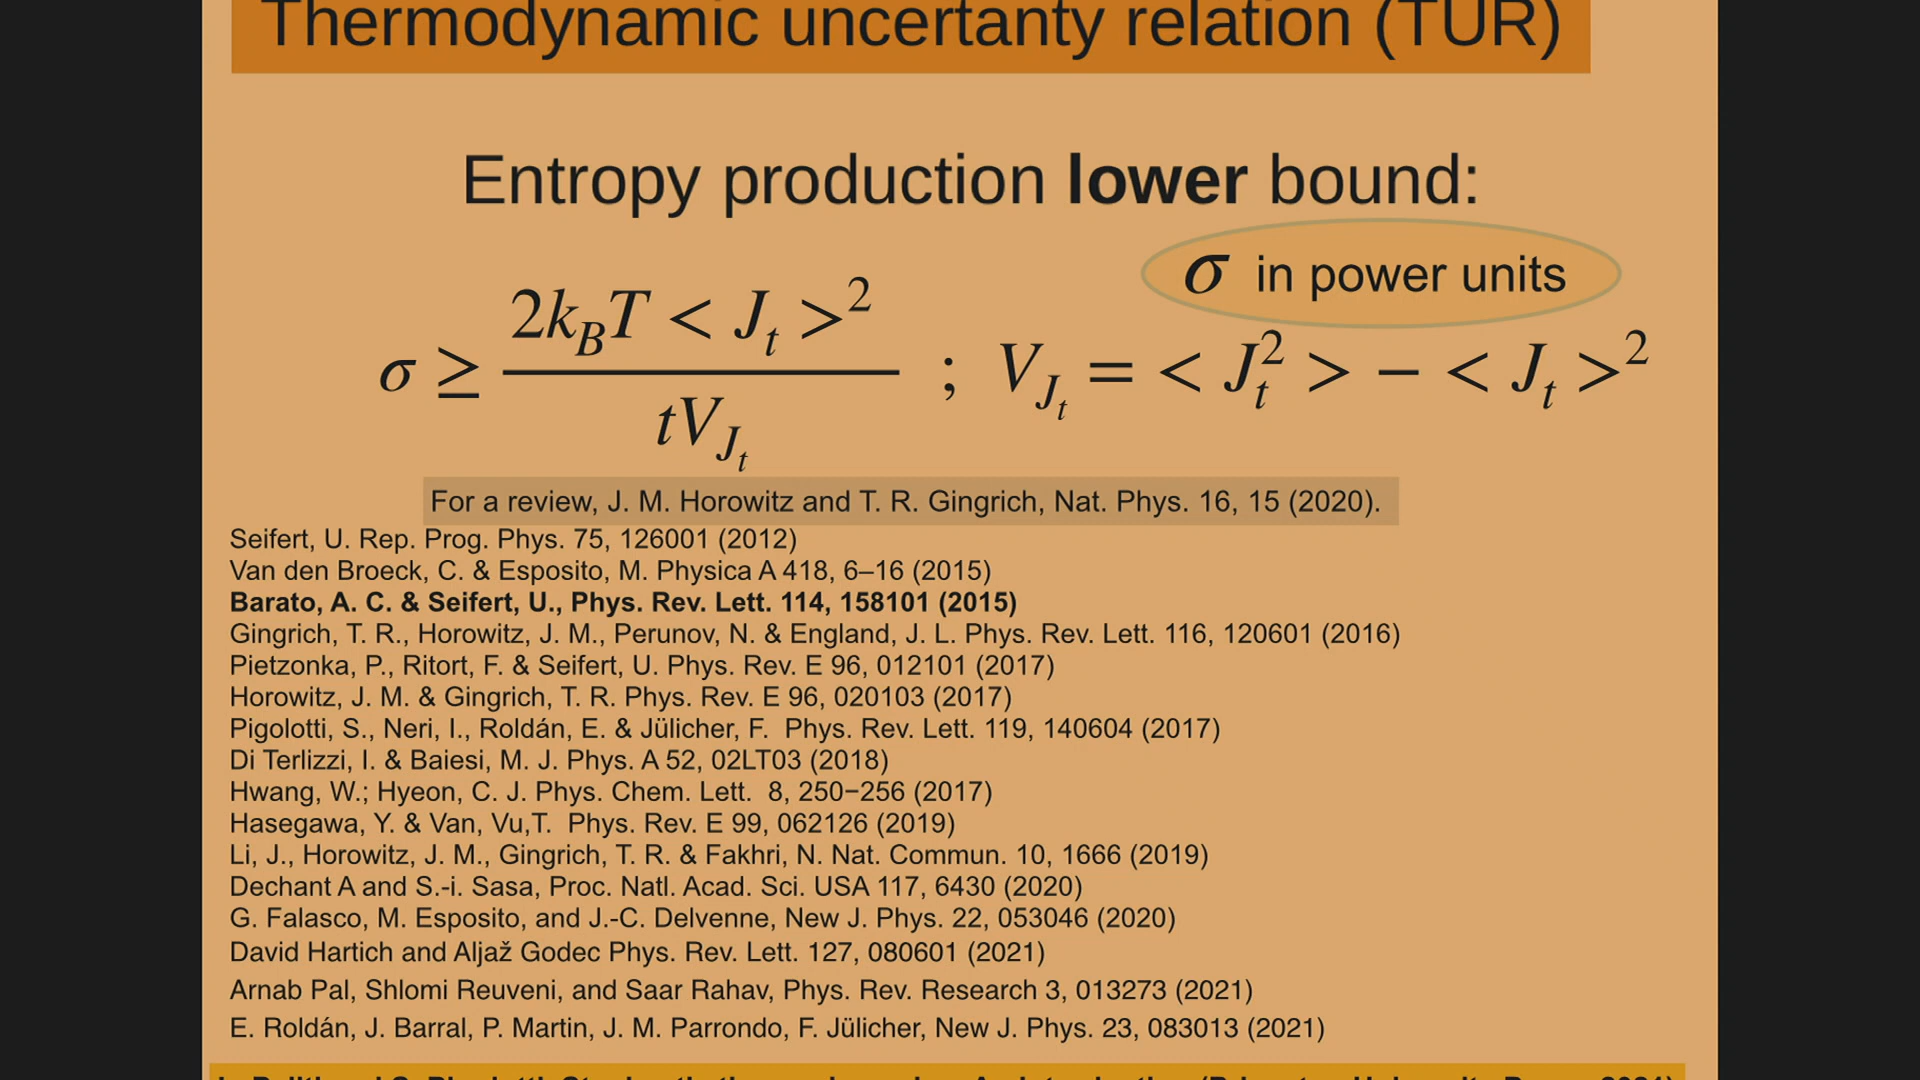 Thermodynamic uncertanty relation (TUR)
Entropy production lower bound:
σ in power units
σ ≥ 2k_BT < J_t >² / tV_{J_t} ; V_{J_t} = < J_t² > − < J_t >²
For a review, J. M. Horowitz and T. R. Gingrich, Nat. Phys. 16, 15 (2020).
Seifert, U. Rep. Prog. Phys. 75, 126001 (2012)
Van den Broeck, C. & Esposito, M. Physica A 418, 6–16 (2015)
Barato, A. C. & Seifert, U., Phys. Rev. Lett. 114, 158101 (2015)
Gingrich, T. R., Horowitz, J. M., Perunov, N. & England, J. L. Phys. Rev. Lett. 116, 120601 (2016)
Pietzonka, P., Ritort, F. & Seifert, U. Phys. Rev. E 96, 012101 (2017)
Horowitz, J. M. & Gingrich, T. R. Phys. Rev. E 96, 020103 (2017)
Pigolotti, S., Neri, I., Roldán, E. & Jülicher, F. Phys. Rev. Lett. 119, 140604 (2017)
Di Terlizzi, I. & Baiesi, M. J. Phys. A 52, 02LT03 (2018)
Hwang, W.; Hyeon, C. J. Phys. Chem. Lett. 8, 250−256 (2017)
Hasegawa, Y. & Van, Vu,T. Phys. Rev. E 99, 062126 (2019)
Li, J., Horowitz, J. M., Gingrich, T. R. & Fakhri, N. Nat. Commun. 10, 1666 (2019)
Dechant A and S.-i. Sasa, Proc. Natl. Acad. Sci. USA 117, 6430 (2020)
G. Falasco, M. Esposito, and J.-C. Delvenne, New J. Phys. 22, 053046 (2020)
David Hartich and Aljaž Godec Phys. Rev. Lett. 127, 080601 (2021)
Arnab Pal, Shlomi Reuveni, and Saar Rahav, Phys. Rev. Research 3, 013273 (2021)
E. Roldán, J. Barral, P. Martin, J. M. Parrondo, F. Jülicher, New J. Phys. 23, 083013 (2021)